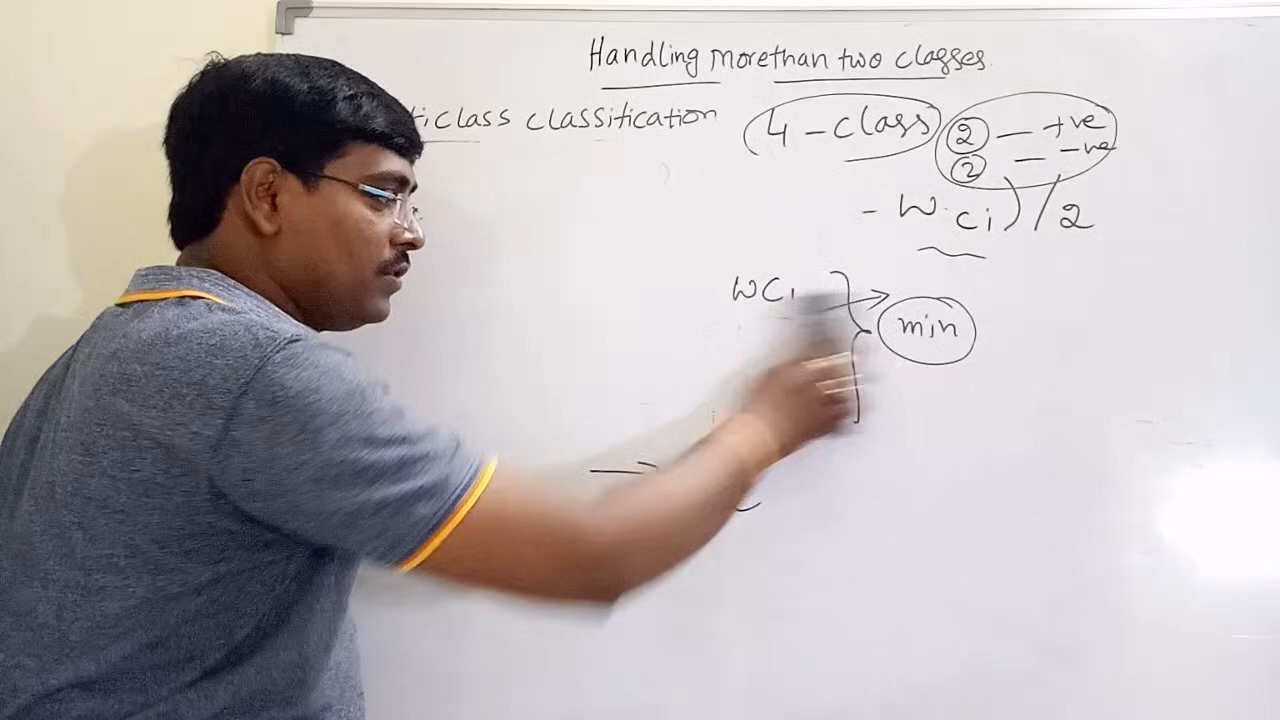 Handling morethan two classes
ticlass classification
4-class
2 - +ve
2 - -ve
- W Ci) / 2
WCi
min